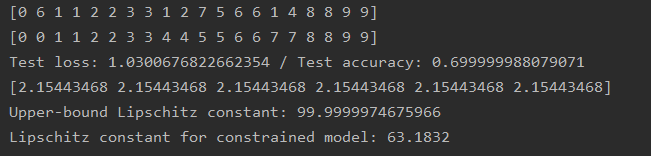 [0 6 1 1 2 2 3 3 1 2 7 5 6 6 1 4 8 8 9 9]
[0 0 1 1 2 2 3 3 4 4 5 5 6 6 7 7 8 8 9 9]
Test loss: 1.0300676822662354 / Test accuracy: 0.699999988079071
[2.15443468 2.15443468 2.15443468 2.15443468 2.15443468 2.15443468]
Upper-bound Lipschitz constant: 99.9999974675966
Lipschitz constant for constrained model: 63.1832